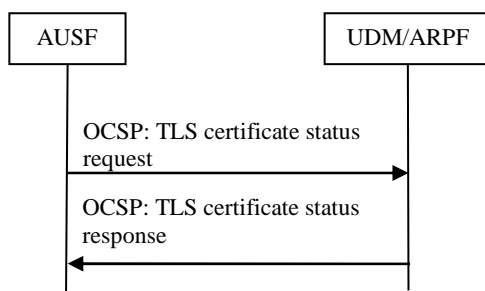 AUSF
UDM/ARPF
OCSP: TLS certificate status
request
OCSP: TLS certificate status
response